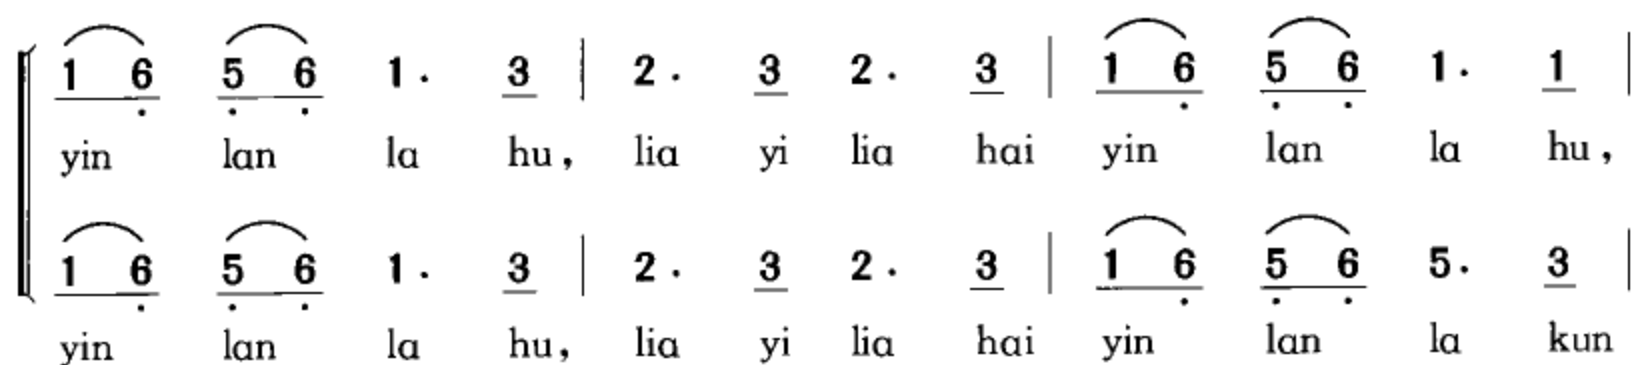 1 6 5 6 1. 3 | 2. 3 2. 3 | 1 6 5 6 1. 1 |
yin lan la hu, lia yi lia hai yin lan la hu,
1 6 5 6 1. 3 | 2. 3 2. 3 | 1 6 5 6 5. 3 |
yin lan la hu, lia yi lia hai yin lan la kun